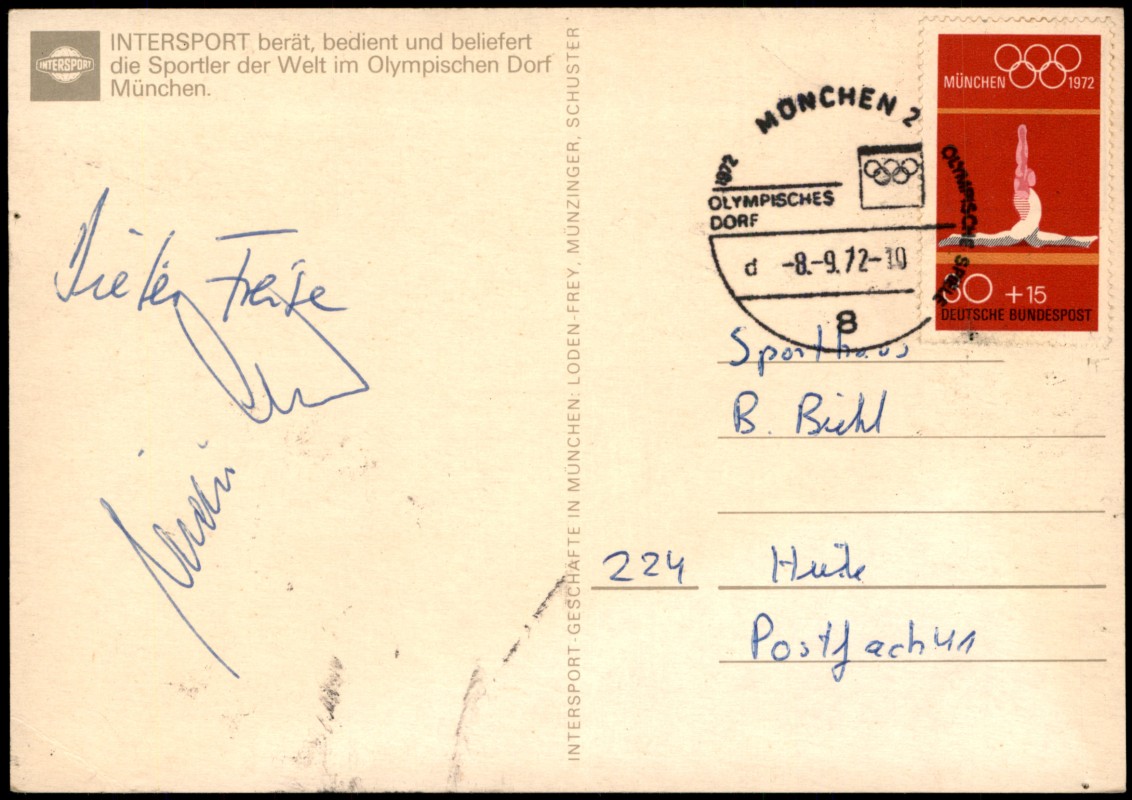 INTERSPORT
INTERSPORT berät, bedient und beliefert
die Sportler der Welt im Olympischen Dorf
München.
Dieter Freise
INTERSPORT-GESCHÄFTE IN MÜNCHEN: LODEN-FREY, MÜNZINGER, SCHUSTER
MÜNCHEN 2
1972
OLYMPISCHES
DORF
OLYMPISCHE SPIELE
d -8.-9.72-10
8
MÜNCHEN 1972
60 +15
DEUTSCHE BUNDESPOST
Sporthaus
B. Biehl
224 Heide
Postfach 41